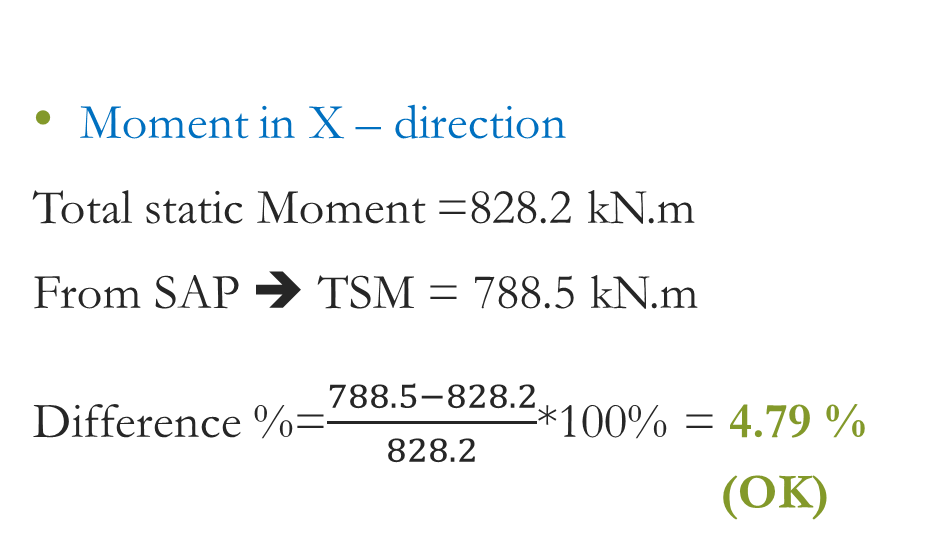 • Moment in X – direction
Total static Moment =828.2 kN.m
From SAP ➔ TSM = 788.5 kN.m
Difference %=\frac{788.5−828.2}{828.2}*100% = 4.79 %
(OK)